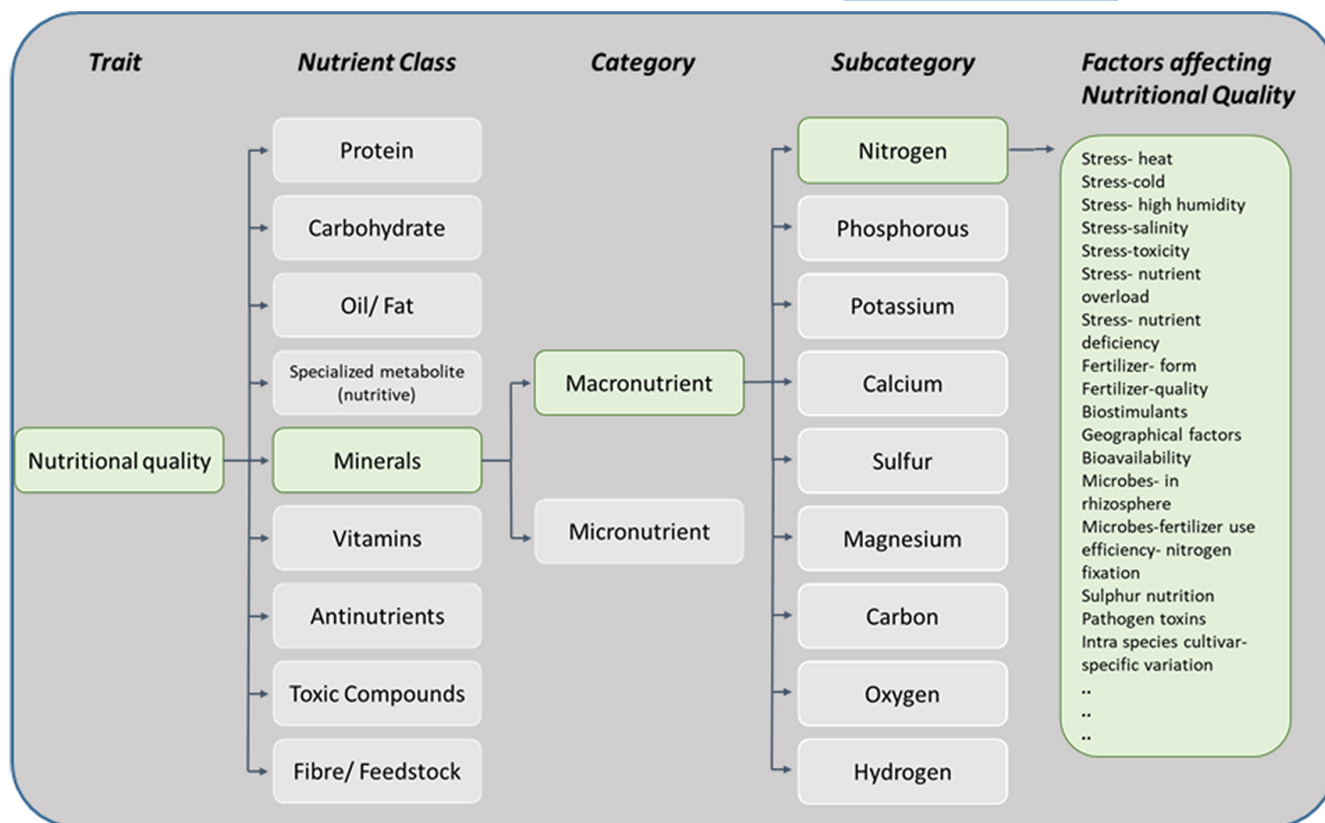 Trait
Nutrient Class
Category
Subcategory
Factors affecting
Nutritional Quality
Nutritional quality
Protein
Carbohydrate
Oil/ Fat
Specialized metabolite
(nutritive)
Minerals
Vitamins
Antinutrients
Toxic Compounds
Fibre/ Feedstock
Macronutrient
Micronutrient
Nitrogen
Phosphorous
Potassium
Calcium
Sulfur
Magnesium
Carbon
Oxygen
Hydrogen
Stress- heat
Stress-cold
Stress- high humidity
Stress-salinity
Stress-toxicity
Stress- nutrient
overload
Stress- nutrient
deficiency
Fertilizer- form
Fertilizer-quality
Biostimulants
Geographical factors
Bioavailability
Microbes- in
rhizosphere
Microbes-fertilizer use
efficiency- nitrogen
fixation
Sulphur nutrition
Pathogen toxins
Intra species cultivar-
specific variation
..
..
..